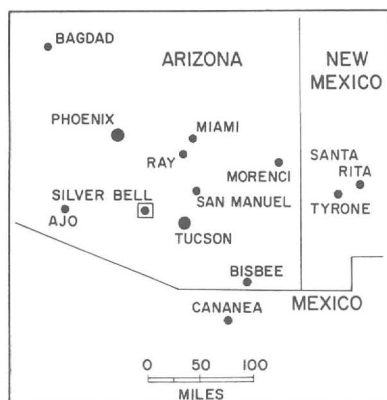 BAGDAD
ARIZONA
NEW
MEXICO
PHOENIX
MIAMI
RAY
MORENCI
SANTA
RITA
SILVER BELL
SAN MANUEL
TYRONE
AJO
TUCSON
BISBEE
MEXICO
CANANEA
0 50 100
MILES